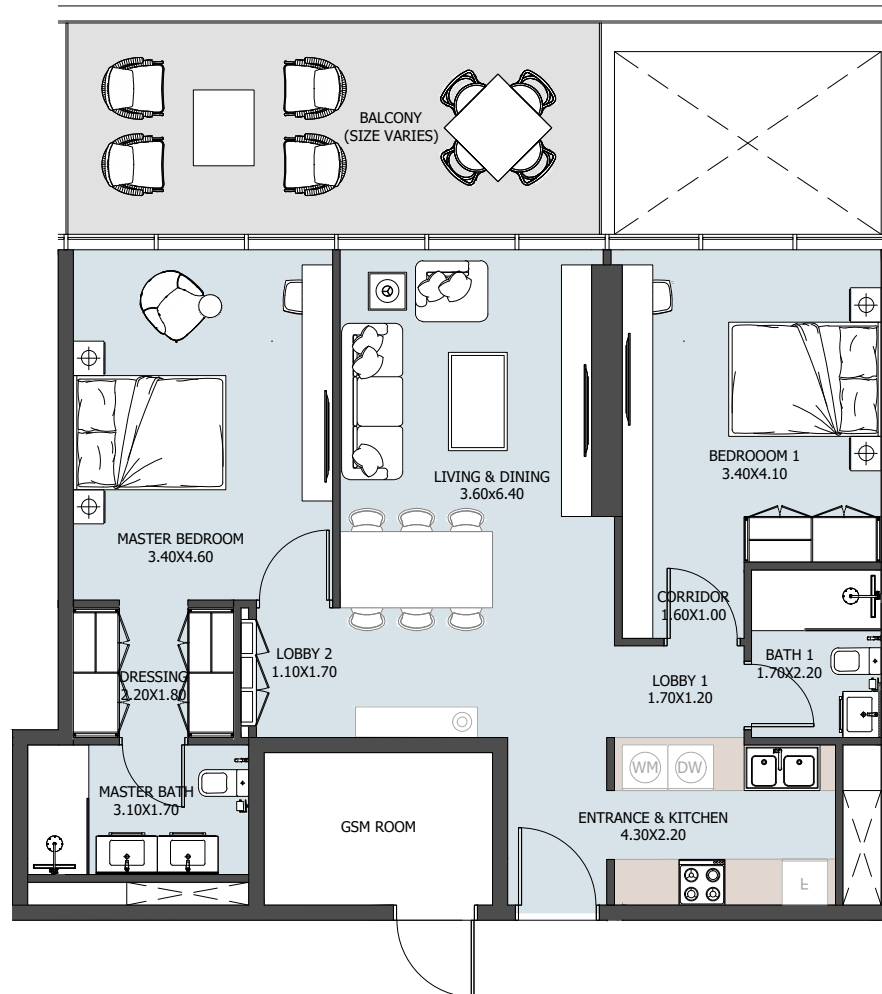 BALCONY
(SIZE VARIES)
LIVING & DINING
3.60x6.40
BEDROOOM 1
3.40X4.10
MASTER BEDROOM
3.40X4.60
CORRIDOR
1.60X1.00
LOBBY 2
1.10X1.70
BATH 1
1.70X2.20
DRESSING
2.20X1.80
LOBBY 1
1.70X1.20
WM
DW
MASTER BATH
3.10X1.70
GSM ROOM
ENTRANCE & KITCHEN
4.30X2.20